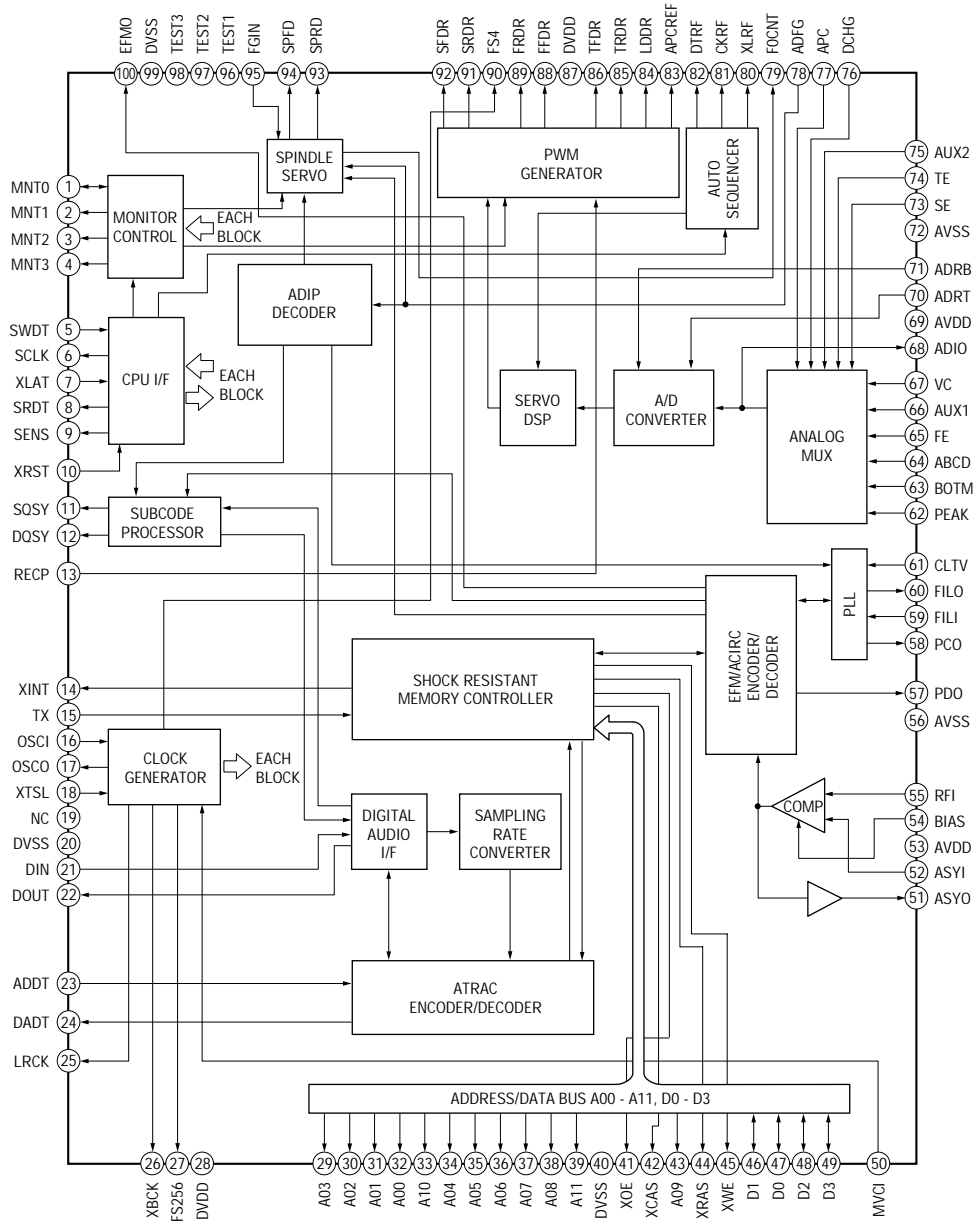 EFMO
DVSS
TEST3
TEST2
TEST1
FGIN
SPFD
SPRD
SFDR
SRDR
FS4
FRDR
FFDR
DVDD
TFDR
TRDR
LDDR
APCREF
DTRF
CKRF
XLRF
FOCNT
ADFG
APC
DCHG
100
99
98
97
96
95
94
93
92
91
90
89
88
87
86
85
84
83
82
81
80
79
78
77
76
MNT0 1
MNT1 2
MNT2 3
MNT3 4
SWDT 5
SCLK 6
XLAT 7
SRDT 8
SENS 9
XRST 10
SQSY 11
DQSY 12
RECP 13
XINT 14
TX 15
OSCI 16
OSCO 17
XTSL 18
NC 19
DVSS 20
DIN 21
DOUT 22
ADDT 23
DADT 24
LRCK 25
SPINDLE
SERVO
PWM
GENERATOR
AUTO
SEQUENCER
MONITOR
CONTROL
EACH
BLOCK
ADIP
DECODER
CPU I/F
EACH
BLOCK
SERVO
DSP
A/D
CONVERTER
ANALOG
MUX
SUBCODE
PROCESSOR
PLL
EFM/ACIRC
ENCODER/
DECODER
SHOCK RESISTANT
MEMORY CONTROLLER
CLOCK
GENERATOR
EACH
BLOCK
DIGITAL
AUDIO
I/F
SAMPLING
RATE
CONVERTER
COMP
ATRAC
ENCODER/DECODER
ADDRESS/DATA BUS A00 - A11, D0 - D3
75 AUX2
74 TE
73 SE
72 AVSS
71 ADRB
70 ADRT
69 AVDD
68 ADIO
67 VC
66 AUX1
65 FE
64 ABCD
63 BOTM
62 PEAK
61 CLTV
60 FILO
59 FILI
58 PCO
57 PDO
56 AVSS
55 RFI
54 BIAS
53 AVDD
52 ASYI
51 ASYO
26
27
28
29
30
31
32
33
34
35
36
37
38
39
40
41
42
43
44
45
46
47
48
49
50
XBCK
FS256
DVDD
A03
A02
A01
A00
A10
A04
A05
A06
A07
A08
A11
DVSS
XOE
XCAS
A09
XRAS
XWE
D1
D0
D2
D3
MVCI